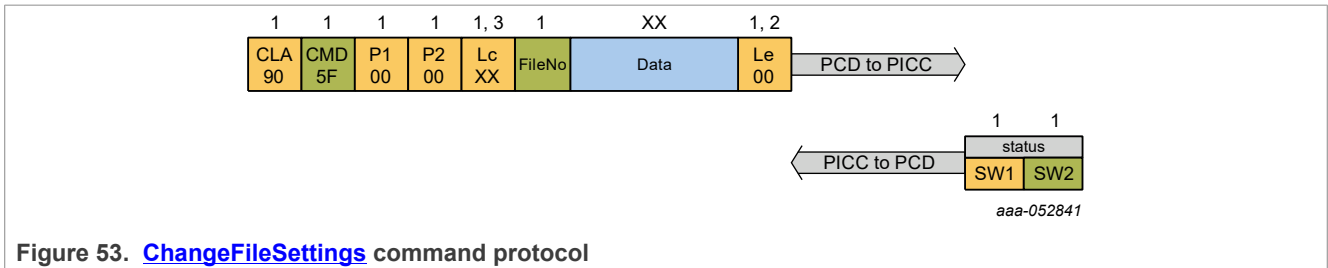 1 1 1 1 1, 3 1 XX 1, 2
CLA CMD P1 P2 Lc FileNo Data Le PCD to PICC
90 5F 00 00 XX 00
1 1
PICC to PCD status
SW1 SW2
aaa-052841
Figure 53. ChangeFileSettings command protocol